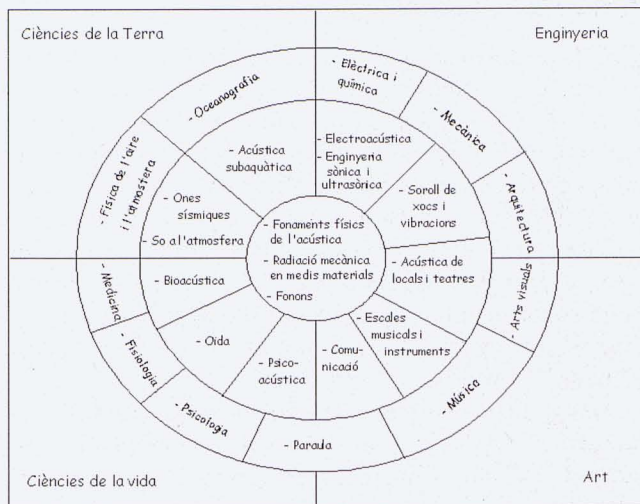 Ciències de la Terra
Enginyeria
- Oceanografia
- Elèctrica i
química
- Mecànica
- Física de l'aire
i l'atmosfera
- Arquitectura
- Acústica
subaquàtica
- Electroacústica
- Enginyeria
sònica i
ultrasòrica
- Ones
sísmiques
- So a l'atmosfera
- Soroll de
xocs i
vibracions
- Fonaments físics
de l'acústica
- Radiació mecànica
en medis materials
- Fonons
- Medicina
- Bioacústica
- Acústica de
locals i teatres
- Arts visuals
- Fisiologia
- Oida
- Psico-
acústica
- Comu-
nicació
- Escales
musicals i
instruments
- Psicologia
- Paraula
- Música
Ciències de la vida
Art